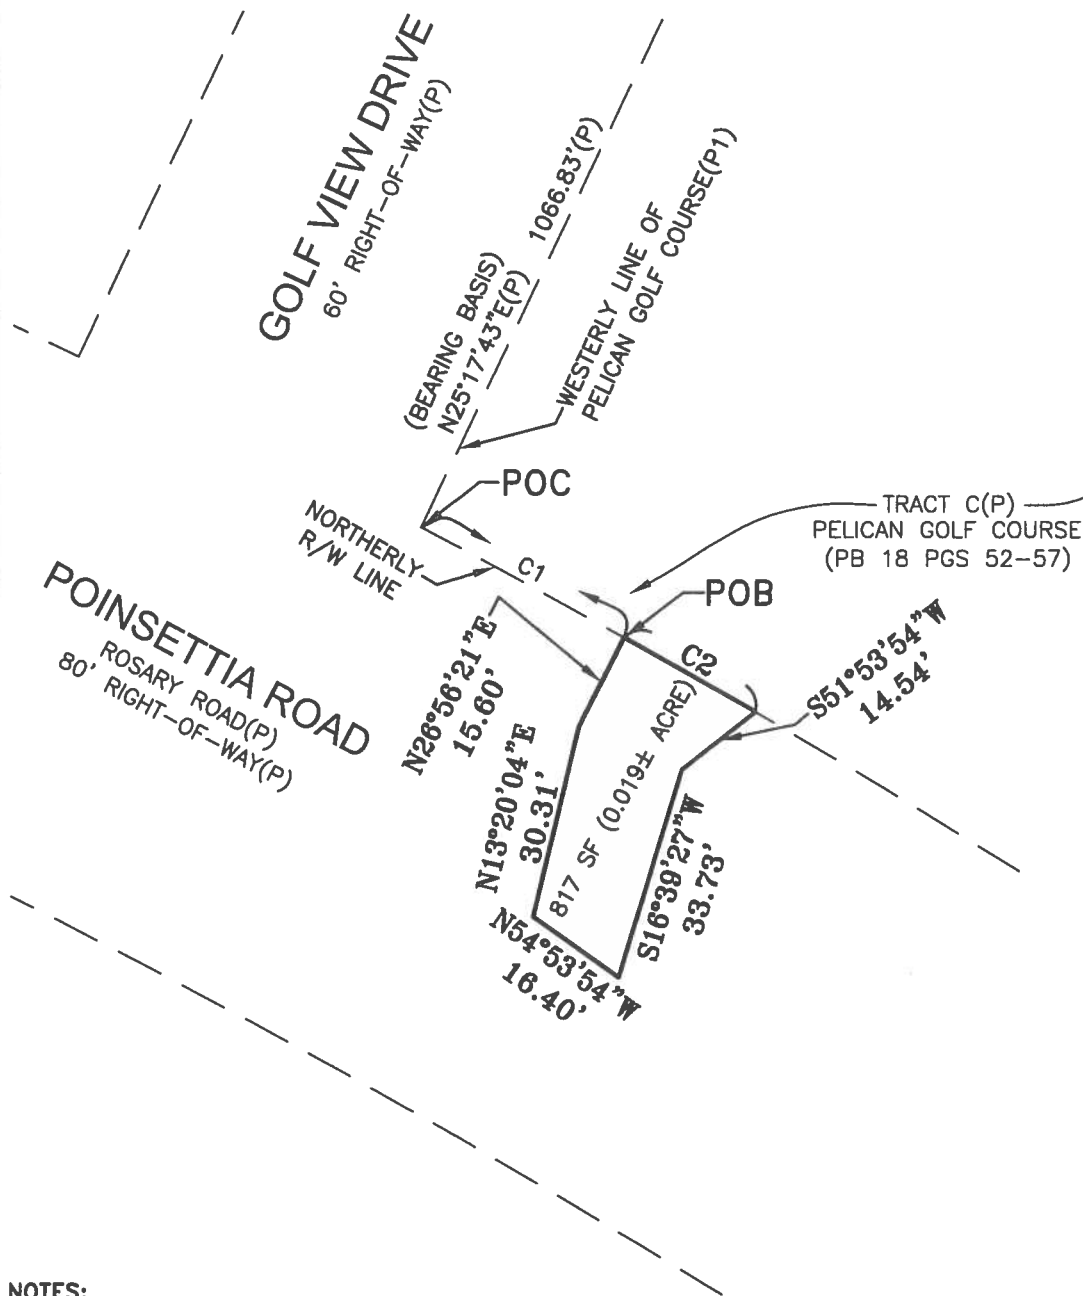 GOLF VIEW DRIVE
60' RIGHT-OF-WAY(P)
(BEARING BASIS)
N25°17'43"E(P) 1066.83'(P)
WESTERLY LINE OF
PELICAN GOLF COURSE(P1)
POC
NORTHERLY
R/W LINE
C1
TRACT C(P)
PELICAN GOLF COURSE
(PB 18 PGS 52-57)
POB
POINSETTIA ROAD
ROSARY ROAD(P)
80' RIGHT-OF-WAY(P)
N26°56'21"E
15.60'
C2
S51°53'54"W
14.54'
N13°20'04"E
30.31'
817 SF (0.019± ACRE)
S16°39'27"W
33.73'
N54°53'54"W
16.40'
NOTES: